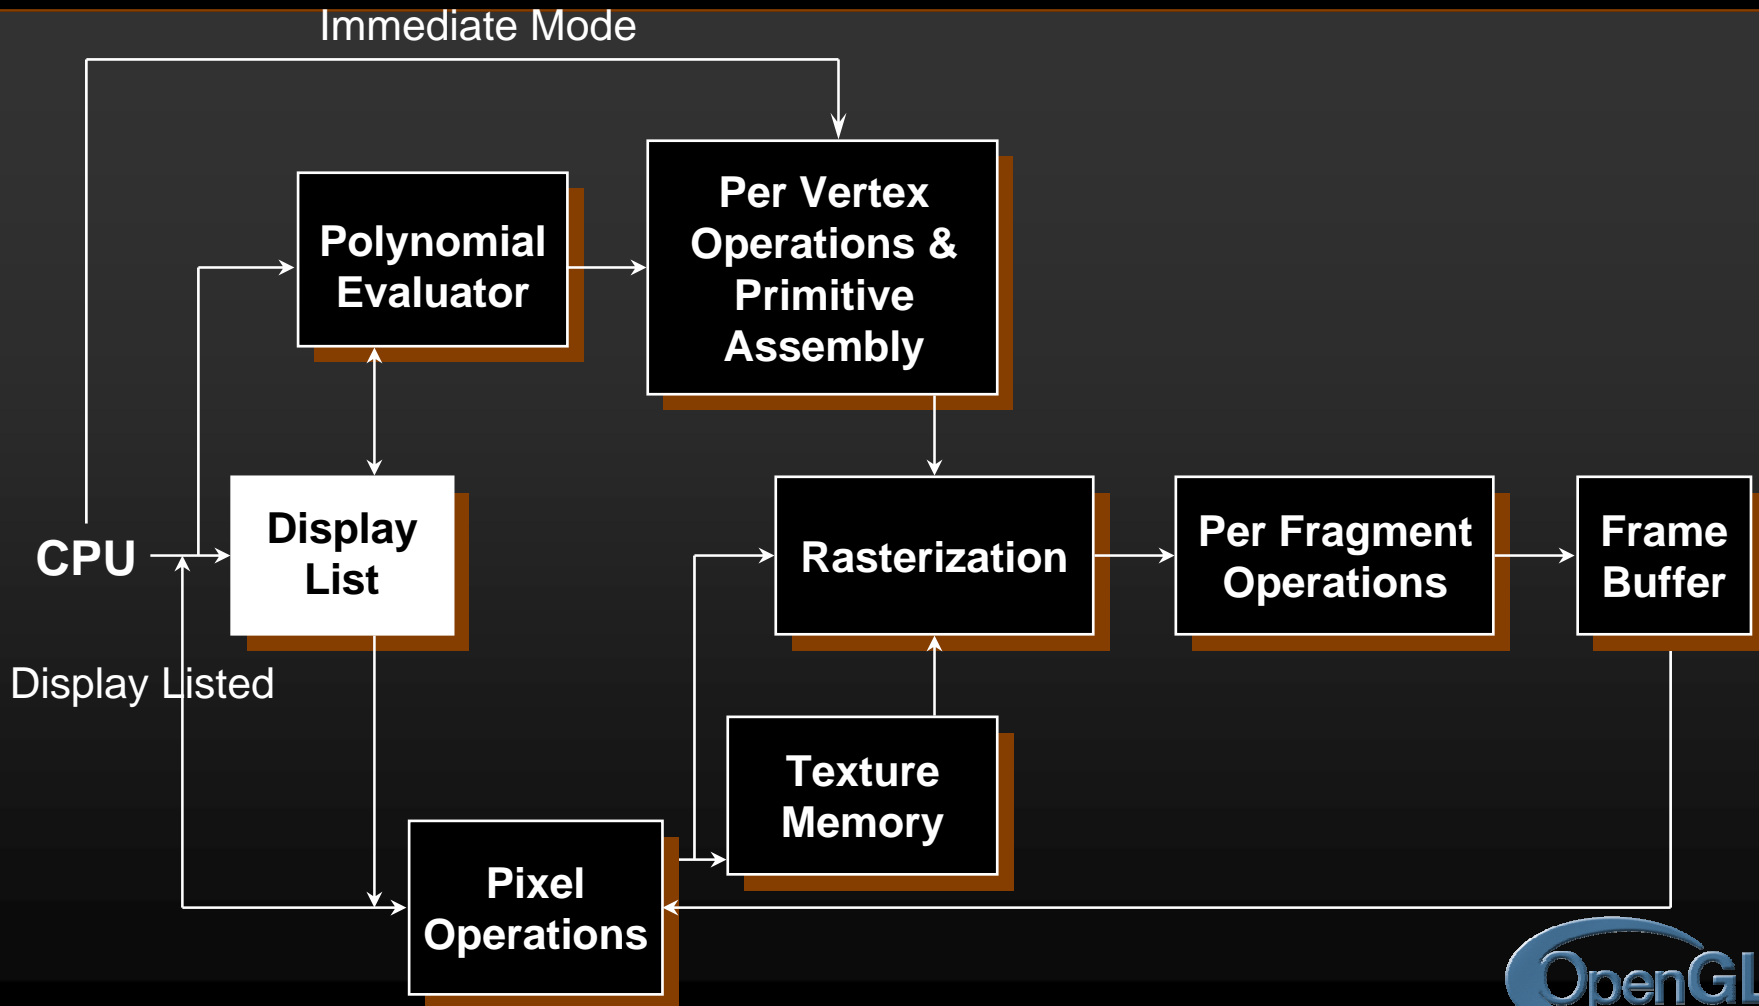 Immediate Mode
Polynomial
Evaluator
Per Vertex
Operations &
Primitive
Assembly
CPU
Display
List
Rasterization
Per Fragment
Operations
Frame
Buffer
Display Listed
Texture
Memory
Pixel
Operations
OpenGL